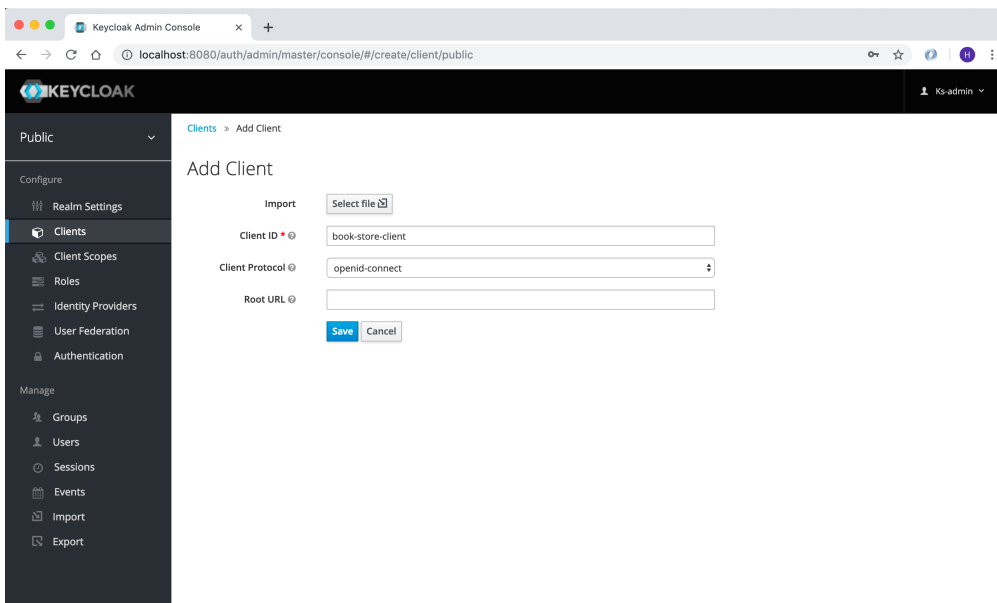 Keycloak Admin Console
localhost:8080/auth/admin/master/console/#/create/client/public
H
KEYCLOAK
Ks-admin
Public
Clients » Add Client
Add Client
Configure
Realm Settings
Clients
Client Scopes
Roles
Identity Providers
User Federation
Authentication
Manage
Groups
Users
Sessions
Events
Import
Export
Import Select file
Client ID * book-store-client
Client Protocol openid-connect
Root URL
Save Cancel